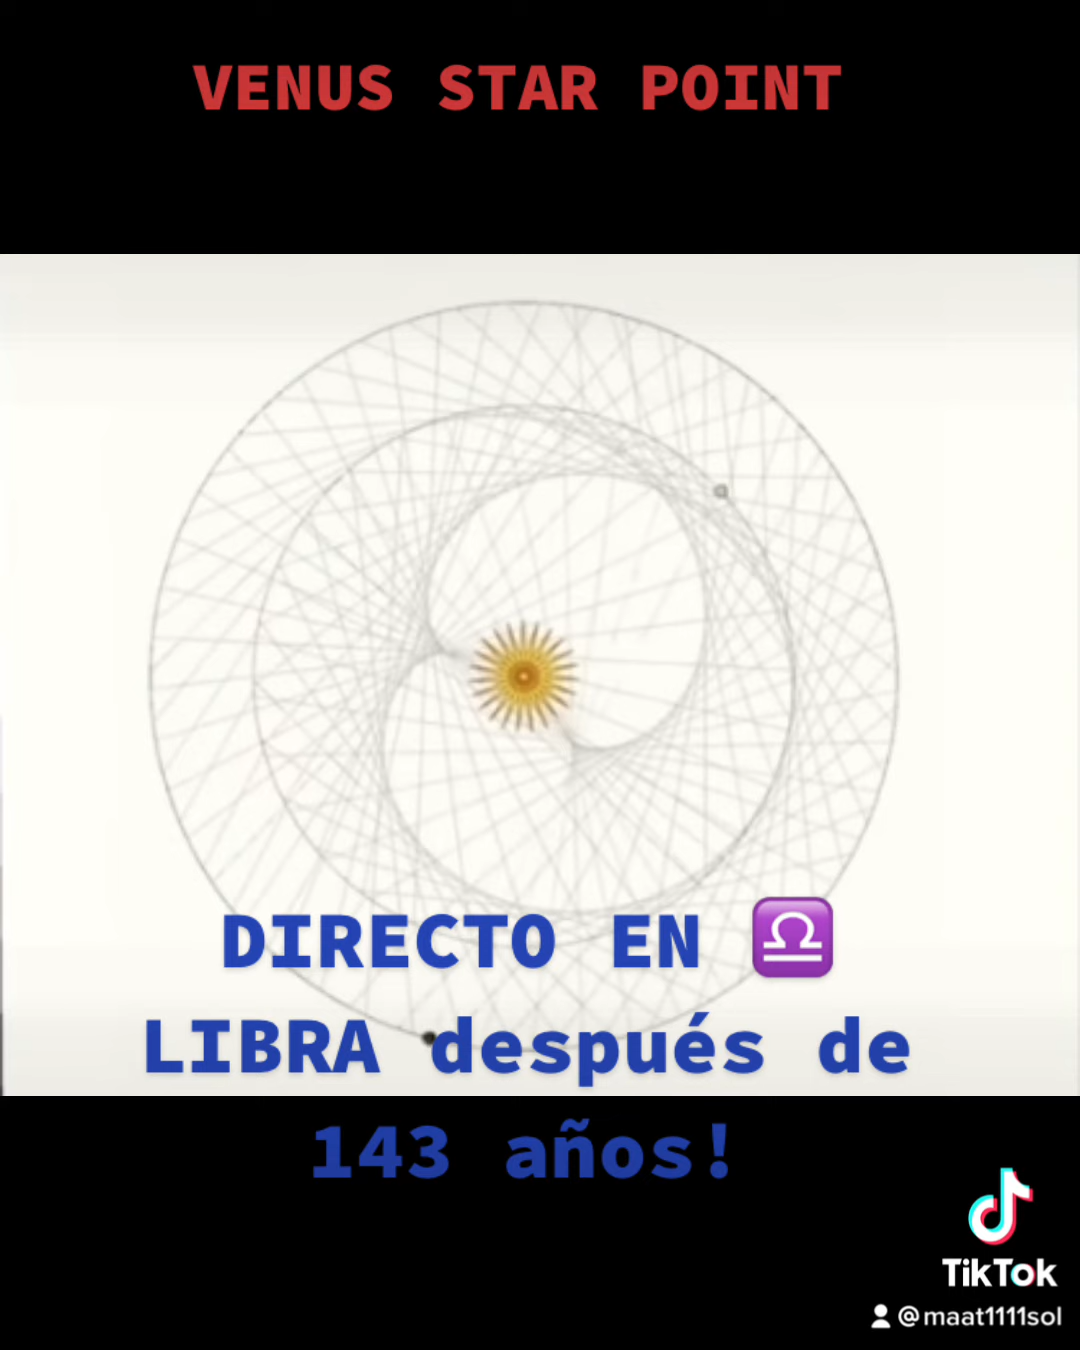 VENUS STAR POINT
DIRECTO EN ♎
LIBRA después de
143 años!
TikTok
@maat1111sol